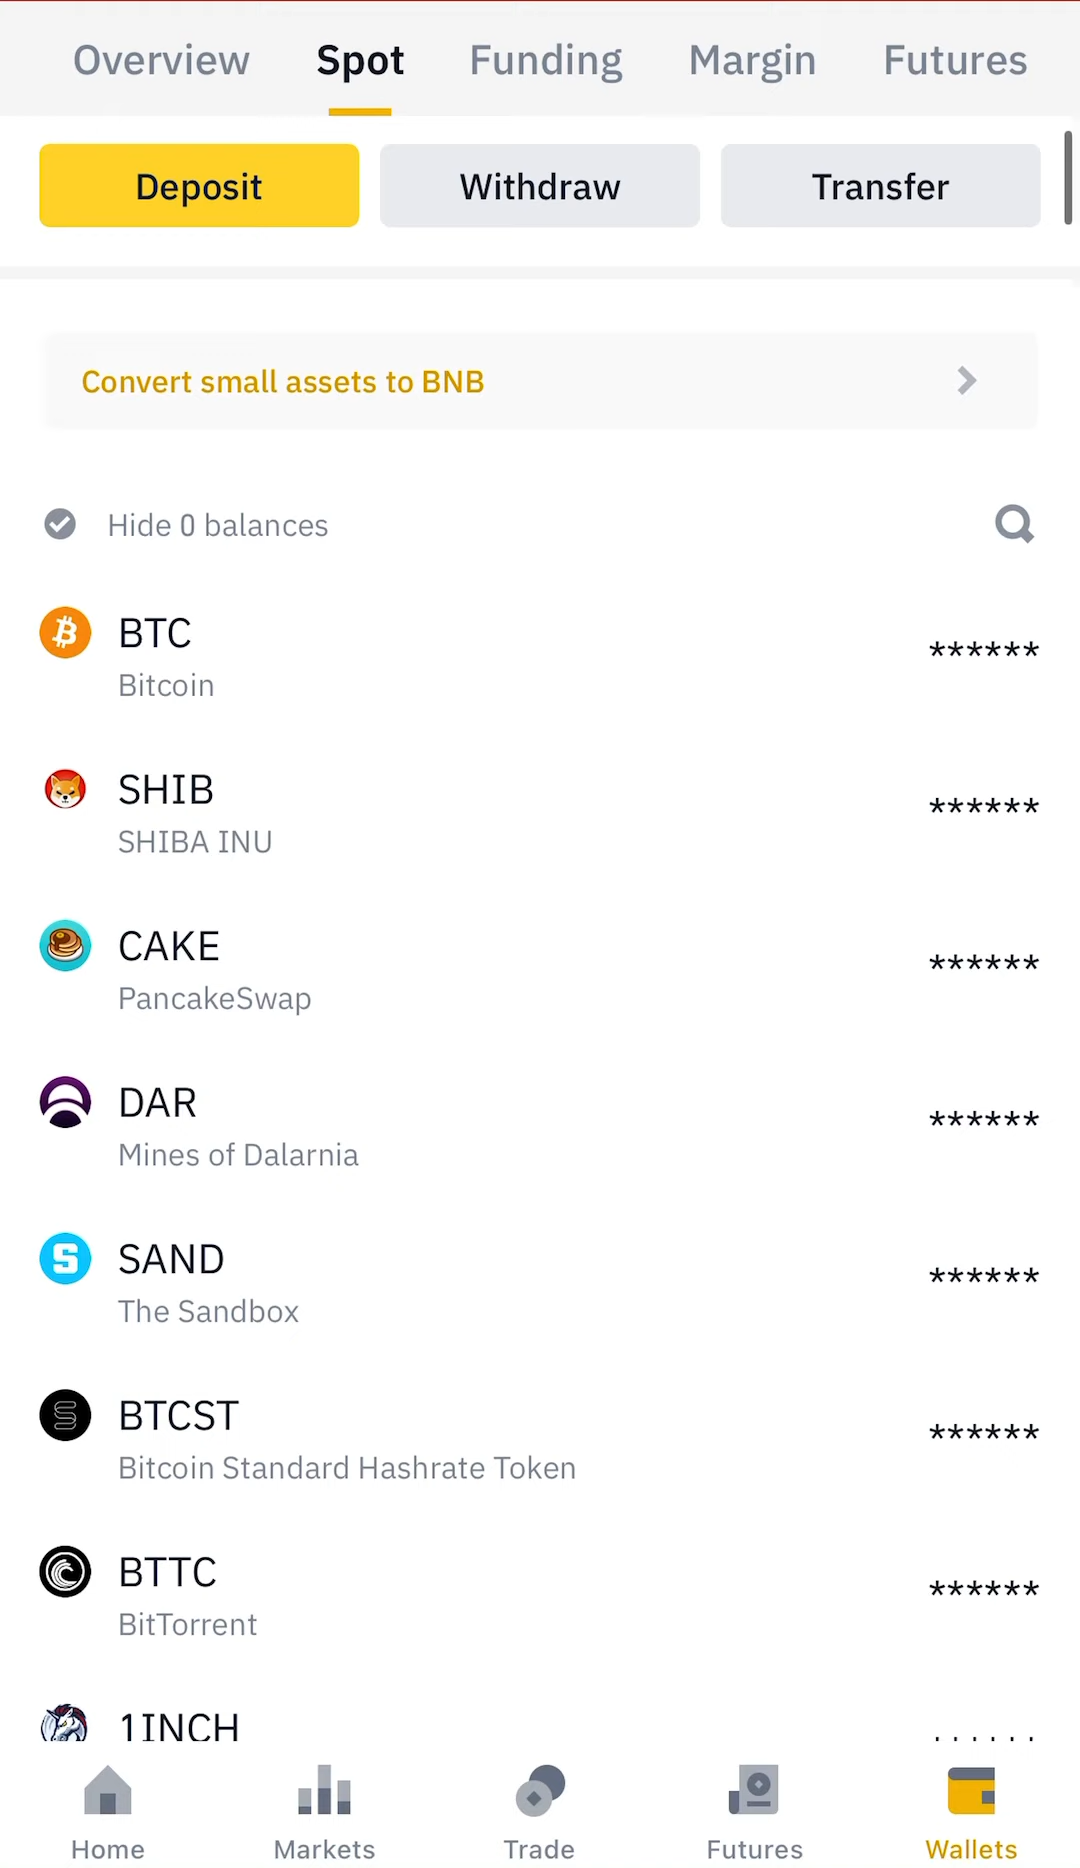 Overview Spot Funding Margin Futures
Deposit Withdraw Transfer
Convert small assets to BNB
Hide 0 balances
BTC ******
Bitcoin
SHIB ******
SHIBA INU
CAKE ******
PancakeSwap
DAR ******
Mines of Dalarnia
SAND ******
The Sandbox
BTCST ******
Bitcoin Standard Hashrate Token
BTTC ******
BitTorrent
1INCH
Home Markets Trade Futures Wallets